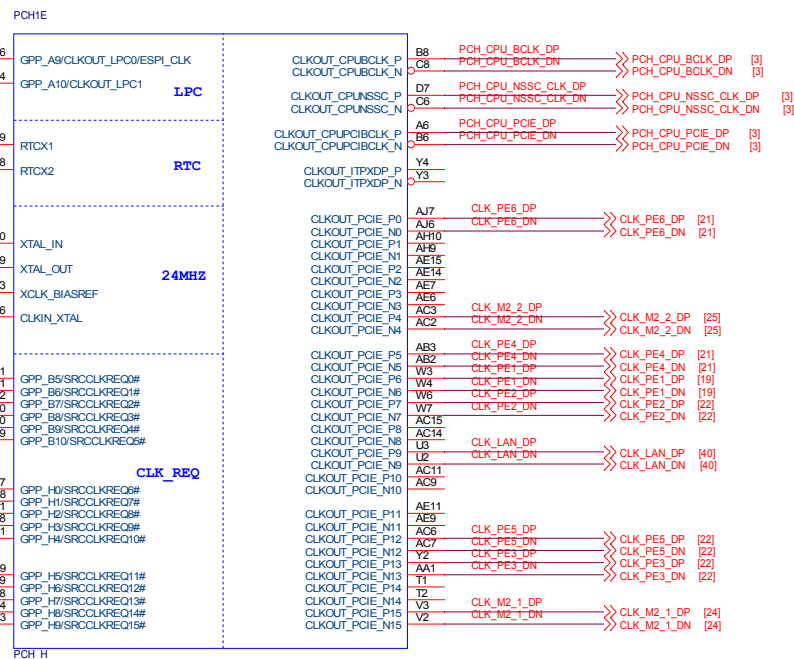 PCH1E
6 GPP_A9/CLKOUT_LPC0/ESPI_CLK
4 GPP_A10/CLKOUT_LPC1
LPC
9 RTCX1
8 RTCX2
RTC
0 XTAL_IN
9 XTAL_OUT
24MHZ
3 XCLK_BIASREF
6 CLKIN_XTAL
1 GPP_B5/SRCCLKREQ0#
1 GPP_B6/SRCCLKREQ1#
2 GPP_B7/SRCCLKREQ2#
0 GPP_B8/SRCCLKREQ3#
0 GPP_B9/SRCCLKREQ4#
9 GPP_B10/SRCCLKREQ5#
CLK_REQ
7 GPP_H0/SRCCLKREQ6#
8 GPP_H1/SRCCLKREQ7#
1 GPP_H2/SRCCLKREQ8#
8 GPP_H3/SRCCLKREQ9#
1 GPP_H4/SRCCLKREQ10#
9 GPP_H5/SRCCLKREQ11#
9 GPP_H6/SRCCLKREQ12#
8 GPP_H7/SRCCLKREQ13#
4 GPP_H8/SRCCLKREQ14#
3 GPP_H9/SRCCLKREQ15#
CLKOUT_CPUBCLK_P B8 PCH_CPU_BCLK_DP PCH_CPU_BCLK_DP [3]
CLKOUT_CPUBCLK_N C8 PCH_CPU_BCLK_DN PCH_CPU_BCLK_DN [3]
CLKOUT_CPUNSSC_P D7 PCH_CPU_NSSC_CLK_DP PCH_CPU_NSSC_CLK_DP [3]
CLKOUT_CPUNSSC_N C6 PCH_CPU_NSSC_CLK_DN PCH_CPU_NSSC_CLK_DN [3]
CLKOUT_CPUPCIBCLK_P A6 PCH_CPU_PCIE_DP PCH_CPU_PCIE_DP [3]
CLKOUT_CPUPCIBCLK_N B6 PCH_CPU_PCIE_DN PCH_CPU_PCIE_DN [3]
CLKOUT_ITPXDP_P Y4
CLKOUT_ITPXDP_N Y3
CLKOUT_PCIE_P0 AJ7 CLK_PE6_DP CLK_PE6_DP [21]
CLKOUT_PCIE_N0 AJ6 CLK_PE6_DN CLK_PE6_DN [21]
CLKOUT_PCIE_P1 AH10
CLKOUT_PCIE_N1 AH9
CLKOUT_PCIE_P2 AE15
CLKOUT_PCIE_N2 AE14
CLKOUT_PCIE_P3 AE7
CLKOUT_PCIE_N3 AE6
CLKOUT_PCIE_P4 AC3 CLK_M2_2_DP CLK_M2_2_DP [25]
CLKOUT_PCIE_N4 AC2 CLK_M2_2_DN CLK_M2_2_DN [25]
CLKOUT_PCIE_P5 AB3 CLK_PE4_DP CLK_PE4_DP [21]
CLKOUT_PCIE_N5 AB2 CLK_PE4_DN CLK_PE4_DN [21]
CLKOUT_PCIE_P6 W3 CLK_PE1_DP CLK_PE1_DP [19]
CLKOUT_PCIE_N6 W4 CLK_PE1_DN CLK_PE1_DN [19]
CLKOUT_PCIE_P7 W6 CLK_PE2_DP CLK_PE2_DP [22]
CLKOUT_PCIE_N7 W7 CLK_PE2_DN CLK_PE2_DN [22]
CLKOUT_PCIE_P8 AC15
CLKOUT_PCIE_N8 AC14
CLKOUT_PCIE_P9 U3 CLK_LAN_DP CLK_LAN_DP [40]
CLKOUT_PCIE_N9 U2 CLK_LAN_DN CLK_LAN_DN [40]
CLKOUT_PCIE_P10 AC11
CLKOUT_PCIE_N10 AC9
CLKOUT_PCIE_P11 AE11
CLKOUT_PCIE_N11 AE9
CLKOUT_PCIE_P12 AC6 CLK_PE5_DP CLK_PE5_DP [22]
CLKOUT_PCIE_N12 AC7 CLK_PE5_DN CLK_PE5_DN [22]
CLKOUT_PCIE_P13 Y2 CLK_PE3_DP CLK_PE3_DP [22]
CLKOUT_PCIE_N13 AA1 CLK_PE3_DN CLK_PE3_DN [22]
CLKOUT_PCIE_P14 T1
CLKOUT_PCIE_N14 T2
CLKOUT_PCIE_P15 V3 CLK_M2_1_DP CLK_M2_1_DP [24]
CLKOUT_PCIE_N15 V2 CLK_M2_1_DN CLK_M2_1_DN [24]
PCH_H